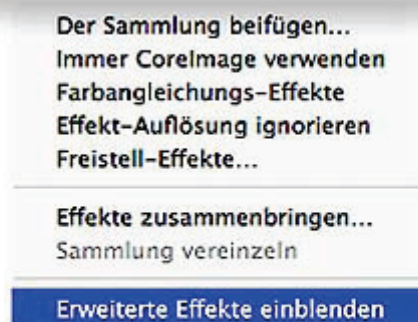 Der Sammlung beifügen...
Immer CoreImage verwenden
Farbangleichungs-Effekte
Effekt-Auflösung ignorieren
Freistell-Effekte...
Effekte zusammenbringen...
Sammlung vereinzeln
Erweiterte Effekte einblenden